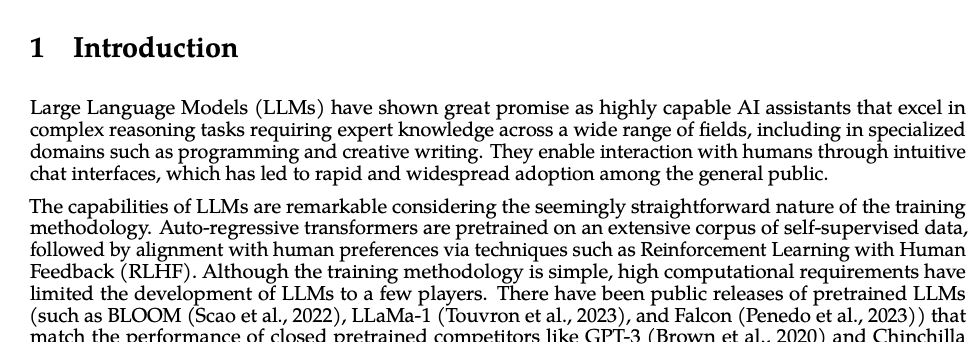 1 Introduction
Large Language Models (LLMs) have shown great promise as highly capable AI assistants that excel in
complex reasoning tasks requiring expert knowledge across a wide range of fields, including in specialized
domains such as programming and creative writing. They enable interaction with humans through intuitive
chat interfaces, which has led to rapid and widespread adoption among the general public.
The capabilities of LLMs are remarkable considering the seemingly straightforward nature of the training
methodology. Auto-regressive transformers are pretrained on an extensive corpus of self-supervised data,
followed by alignment with human preferences via techniques such as Reinforcement Learning with Human
Feedback (RLHF). Although the training methodology is simple, high computational requirements have
limited the development of LLMs to a few players. There have been public releases of pretrained LLMs
(such as BLOOM (Scao et al., 2022), LLaMa-1 (Touvron et al., 2023), and Falcon (Penedo et al., 2023)) that
match the performance of closed pretrained competitors like GPT-3 (Brown et al., 2020) and Chinchilla